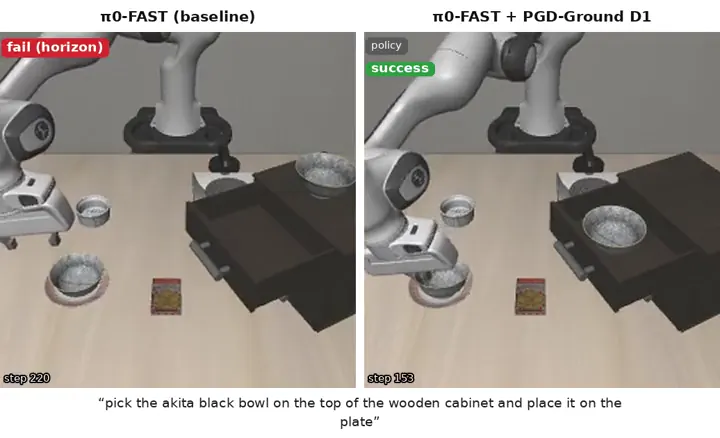 π0-FAST (baseline)
π0-FAST + PGD-Ground D1
fail (horizon)
policy
success
step 220
step 153
“pick the akita black bowl on the top of the wooden cabinet and place it on the
plate”